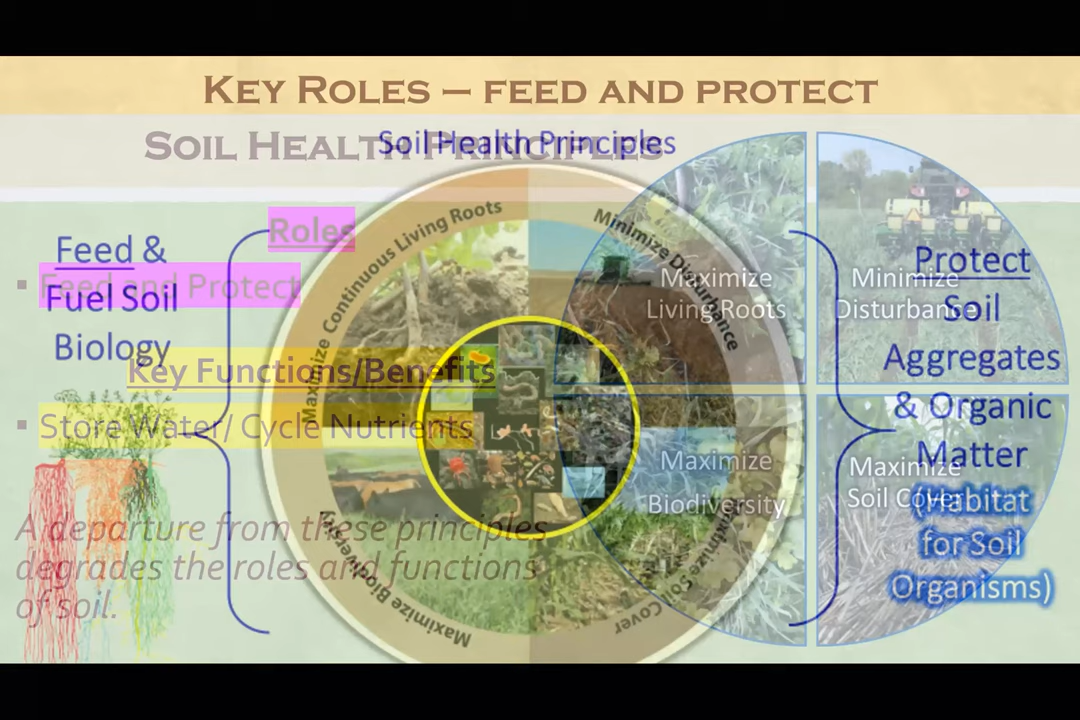 KEY ROLES – FEED AND PROTECT
SOIL HEALTH PRINCIPLES
Soil Health Principles
Roles
▪ Feed and Protect
Key Functions/Benefits
▪ Store Water/ Cycle Nutrients
A departure from these principles
degrades the roles and functions
of soil.
Feed &
Fuel Soil
Biology
Maximize Continuous Living Roots
Minimize Disturbance
Maximize Soil Cover
Maximize Biodiversity
Maximize
Living Roots
Minimize
Disturbance
Maximize
Biodiversity
Maximize
Soil Cover
Protect
Soil
Aggregates
& Organic
Matter
(Habitat
for Soil
Organisms)